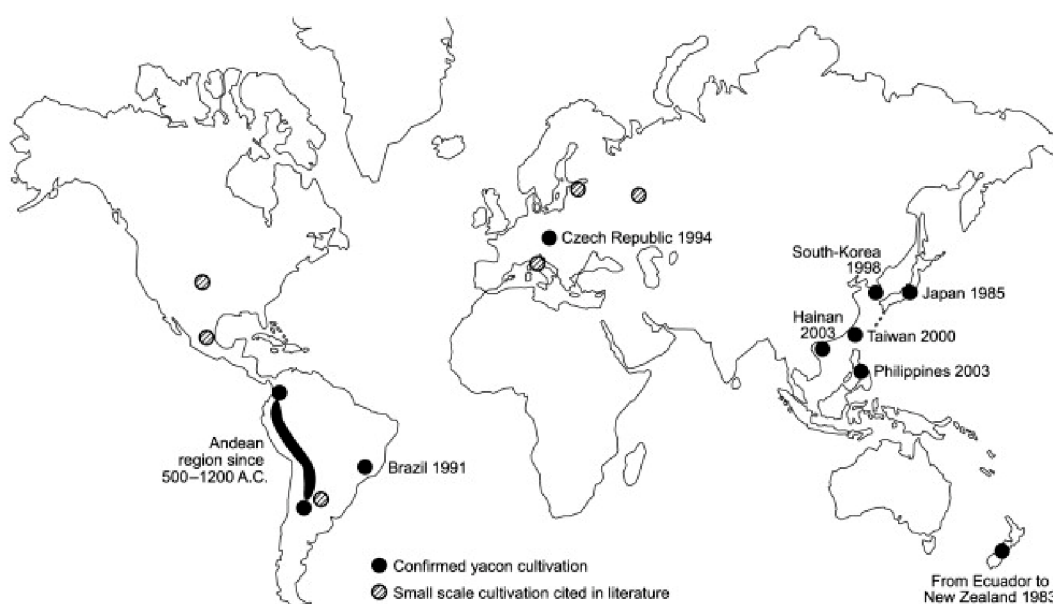 Czech Republic 1994
South-Korea
1998
Japan 1985
Hainan
2003
Taiwan 2000
Philippines 2003
Andean
region since
500–1200 A.C.
Brazil 1991
Confirmed yacon cultivation
Small scale cultivation cited in literature
From Ecuador to
New Zealand 1983